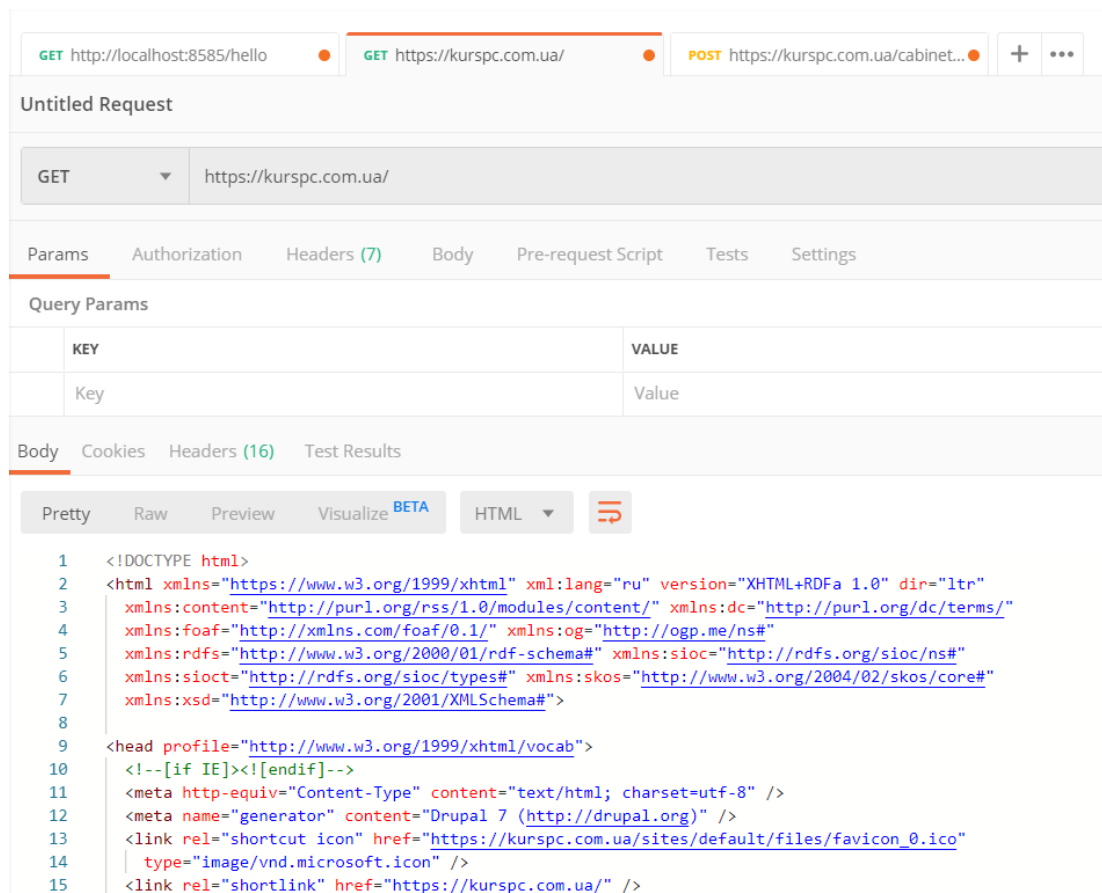 GET http://localhost:8585/hello GET https://kurspc.com.ua/ POST https://kurspc.com.ua/cabinet... + •••
Untitled Request
GET https://kurspc.com.ua/
Params Authorization Headers (7) Body Pre-request Script Tests Settings
Query Params
KEY VALUE
Key Value
Body Cookies Headers (16) Test Results
Pretty Raw Preview Visualize BETA HTML
1 <!DOCTYPE html>
2 <html xmlns="https://www.w3.org/1999/xhtml" xml:lang="ru" version="XHTML+RDFa 1.0" dir="ltr"
3 xmlns:content="http://purl.org/rss/1.0/modules/content/" xmlns:dc="http://purl.org/dc/terms/"
4 xmlns:foaf="http://xmlns.com/foaf/0.1/" xmlns:og="http://ogp.me/ns#"
5 xmlns:rdfs="http://www.w3.org/2000/01/rdf-schema#" xmlns:sioc="http://rdfs.org/sioc/ns#"
6 xmlns:sioct="http://rdfs.org/sioc/types#" xmlns:skos="http://www.w3.org/2004/02/skos/core#"
7 xmlns:xsd="http://www.w3.org/2001/XMLSchema#">
8
9 <head profile="http://www.w3.org/1999/xhtml/vocab">
10 <!--[if IE]><![endif]-->
11 <meta http-equiv="Content-Type" content="text/html; charset=utf-8" />
12 <meta name="generator" content="Drupal 7 (http://drupal.org)" />
13 <link rel="shortcut icon" href="https://kurspc.com.ua/sites/default/files/favicon_0.ico"
14 type="image/vnd.microsoft.icon" />
15 <link rel="shortlink" href="https://kurspc.com.ua/" />